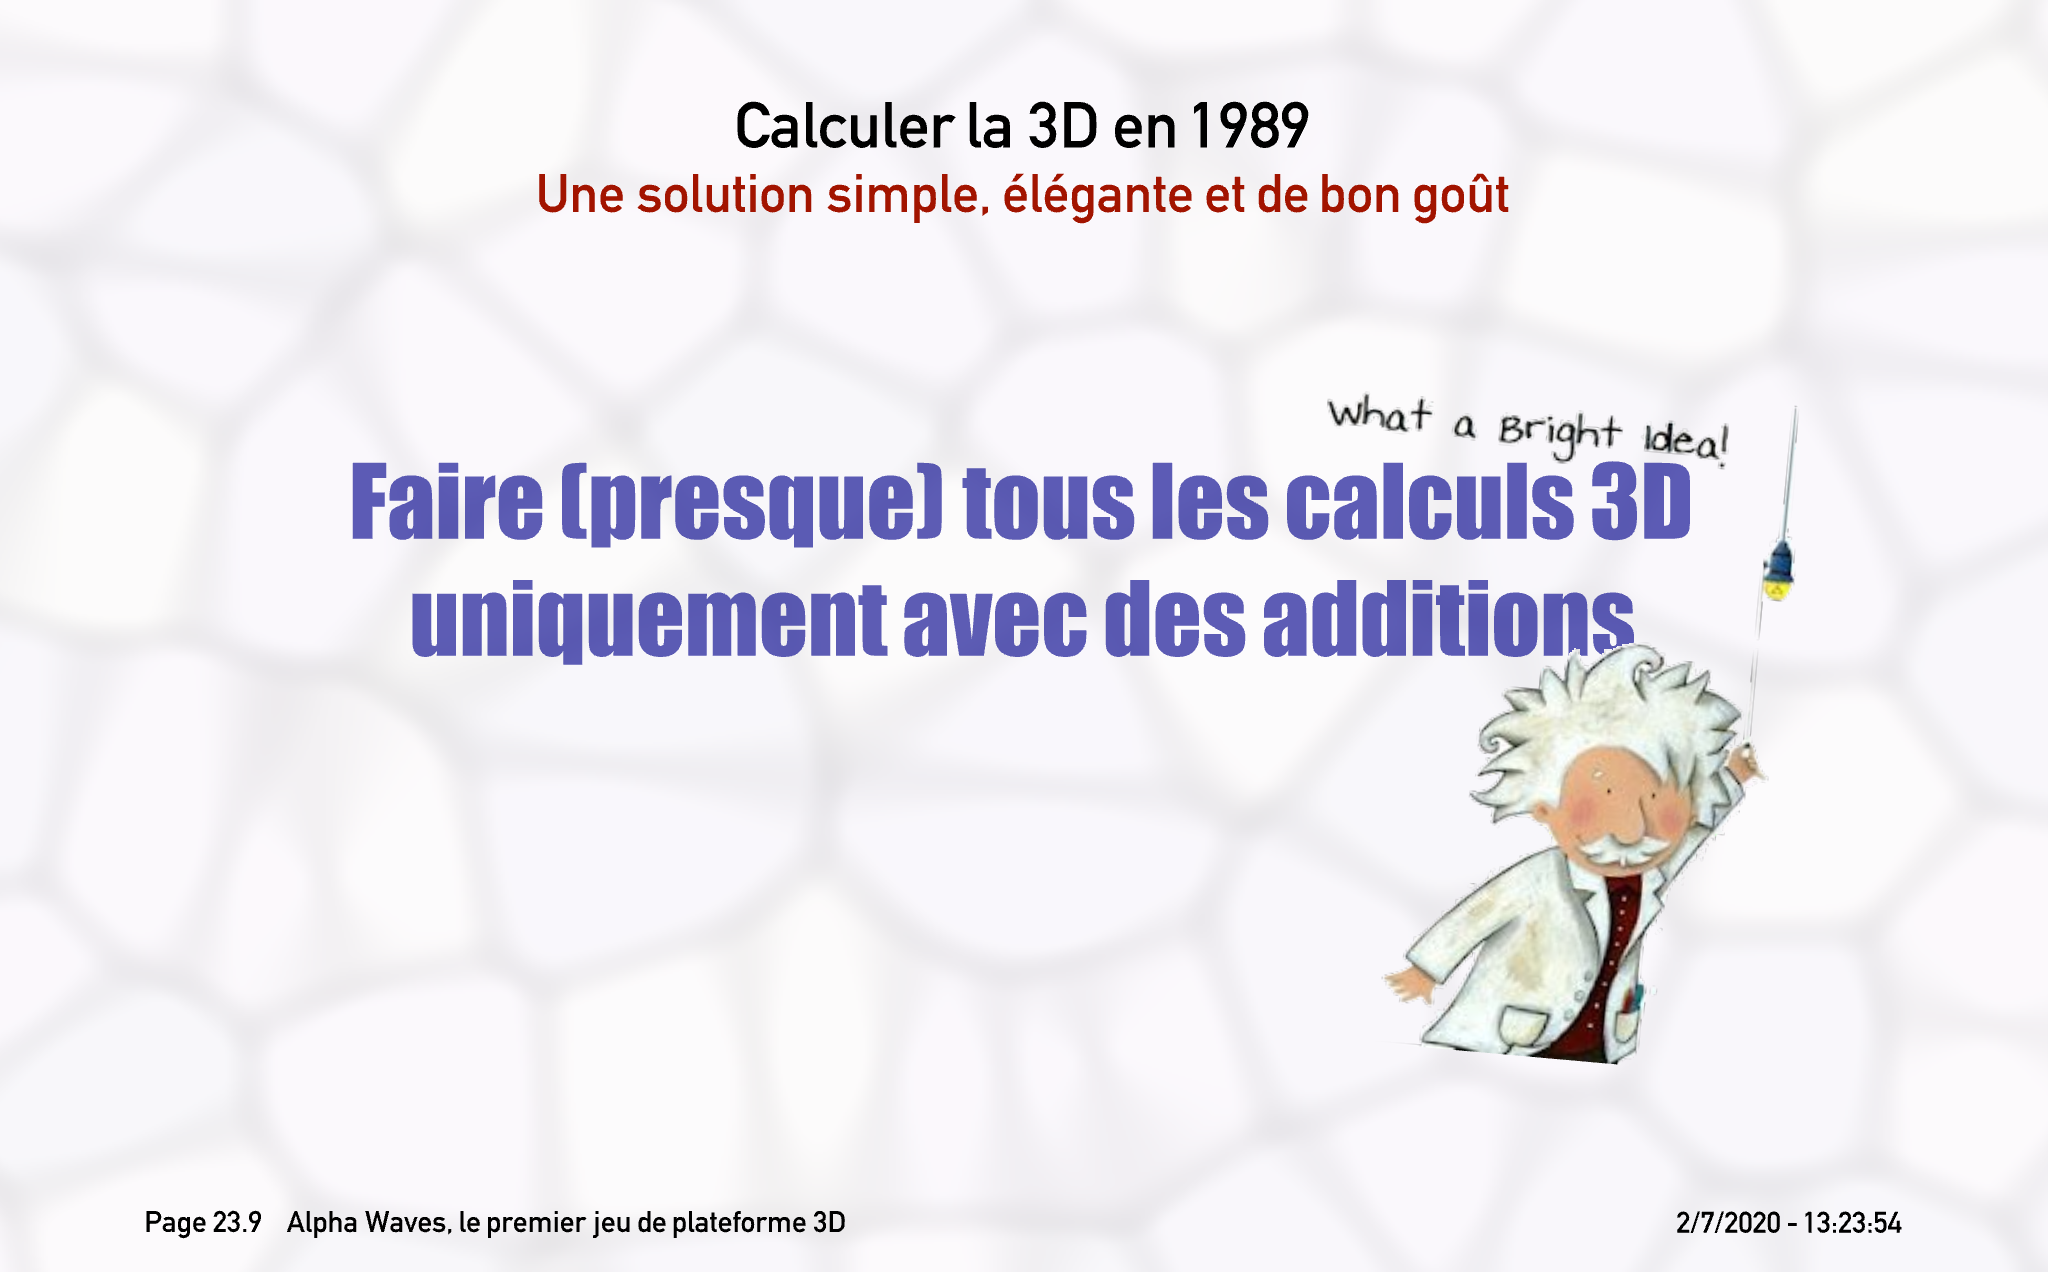 Calculer la 3D en 1989
Une solution simple, élégante et de bon goût
What a Bright Idea!
Faire (presque) tous les calculs 3D
uniquement avec des additions
Page 23.9 Alpha Waves, le premier jeu de plateforme 3D
2/7/2020 - 13:23:54